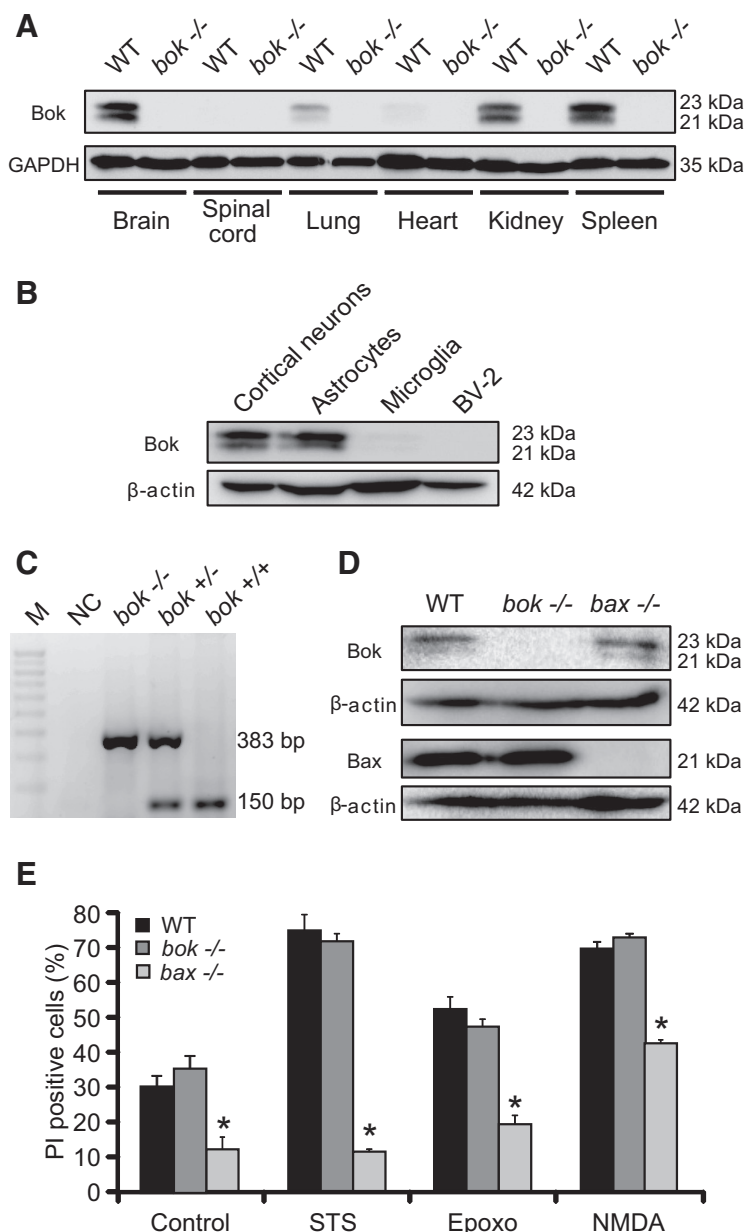 A
WT bok -/- WT bok -/- WT bok -/- WT bok -/- WT bok -/- WT bok -/-
Bok 23 kDa
21 kDa
GAPDH 35 kDa
Brain Spinal cord Lung Heart Kidney Spleen
B
Cortical neurons Astrocytes Microglia BV-2
Bok 23 kDa
21 kDa
β-actin 42 kDa
C
M NC bok -/- bok +/- bok +/+
383 bp
150 bp
D
WT bok -/- bax -/-
Bok 23 kDa
21 kDa
β-actin 42 kDa
Bax 21 kDa
β-actin 42 kDa
E
PI positive cells (%)
80
70
60
50
40
30
20
10
0
WT
bok -/-
bax -/-
* * * *
Control STS Epoxo NMDA